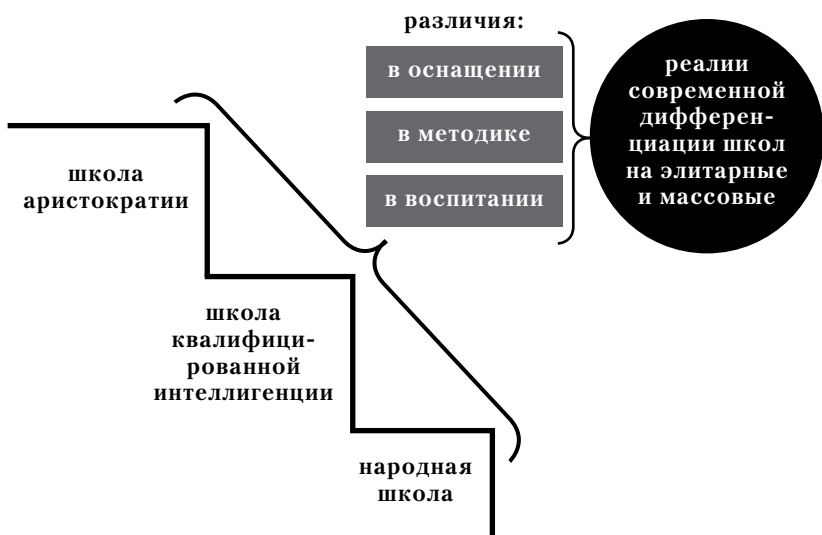 различия:
в оснащении
в методике
в воспитании
реалии
современной
дифферен-
циации школ
на элитарные
и массовые
школа
аристократии
школа
квалифици-
рованной
интеллигенции
народная
школа